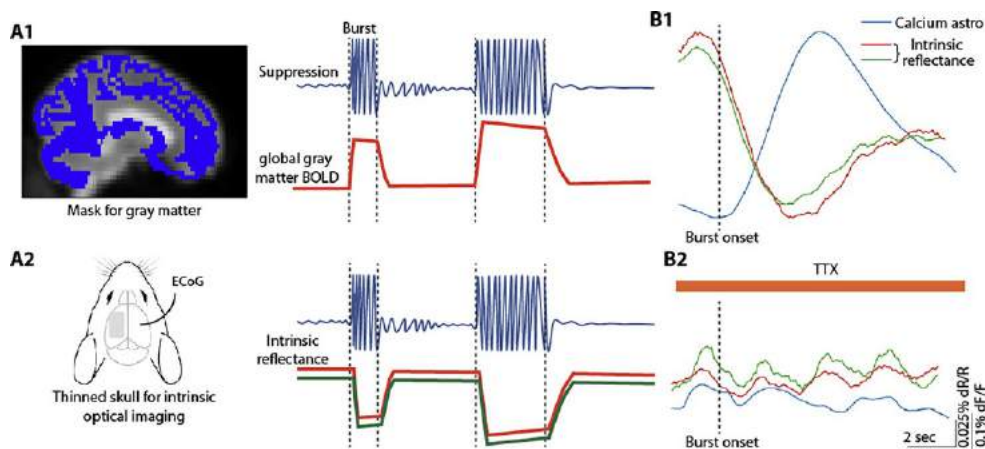 A1
Burst
Suppression
global gray
matter BOLD
Mask for gray matter
B1
Calcium astro
Intrinsic
reflectance
Burst onset
A2
ECoG
Intrinsic
reflectance
Thinned skull for intrinsic
optical imaging
B2
TTX
Burst onset
2 sec
0.025% dR/R
0.1% dF/F